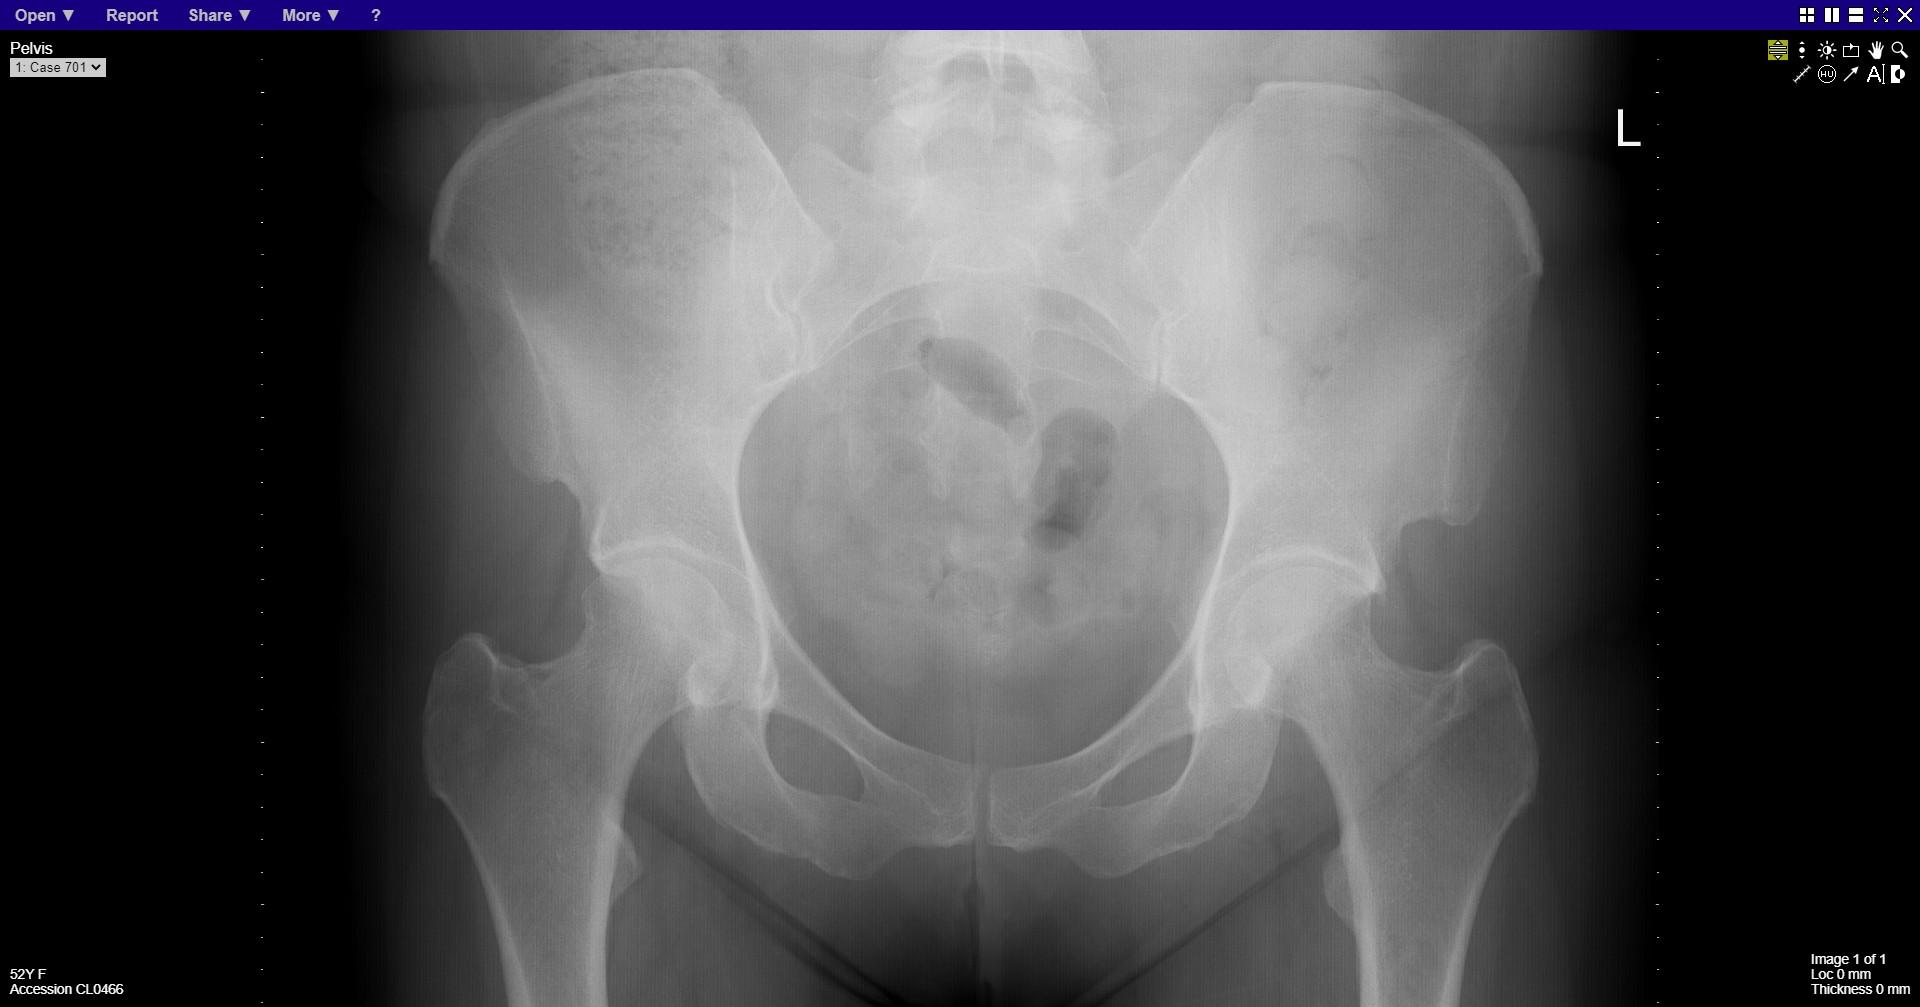 Open ▼ Report Share ▼ More ▼ ?
Pelvis
1: Case 701
HU A
L
52Y F
Accession CL0466
Image 1 of 1
Loc 0 mm
Thickness 0 mm